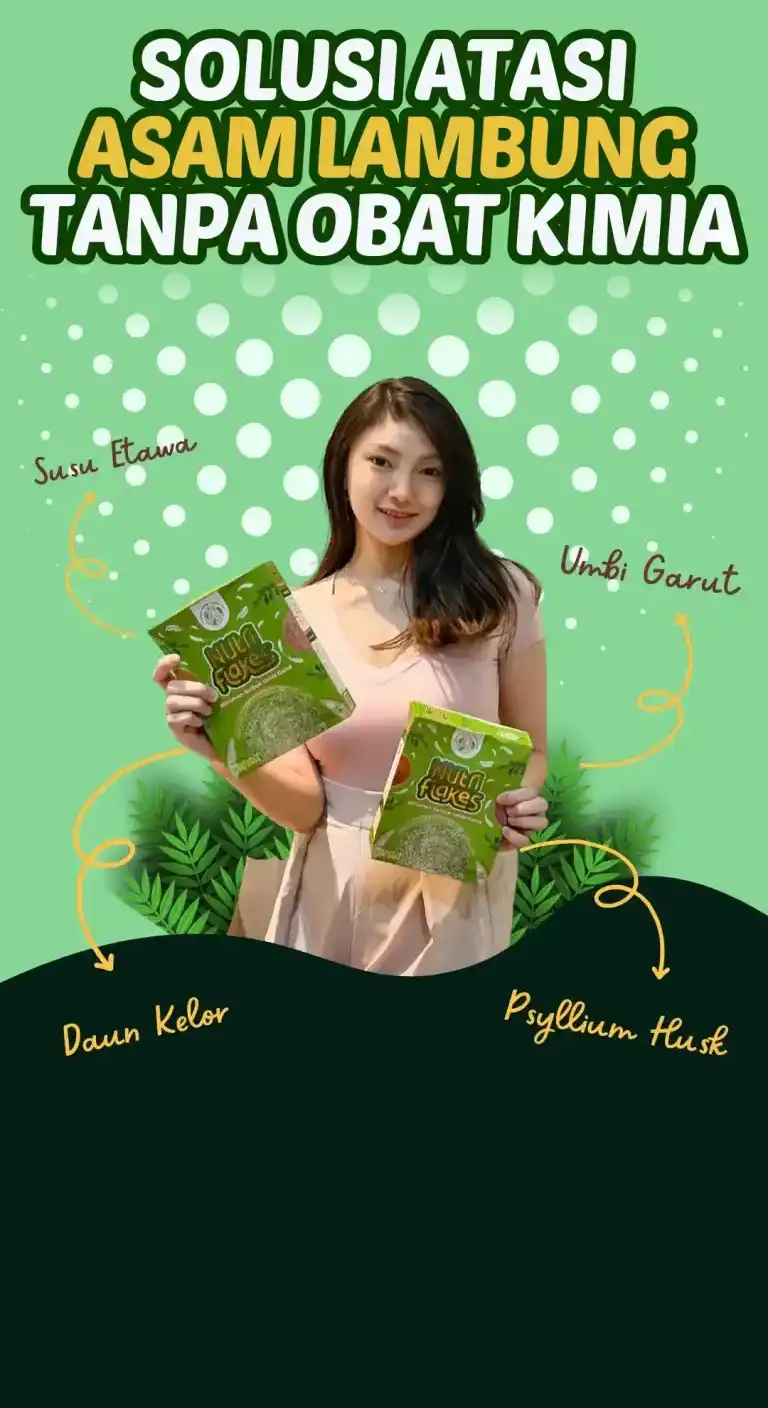 SOLUSI ATASI
ASAM LAMBUNG
TANPA OBAT KIMIA
Susu Etawa
Umbi Garut
Nutri
flakes
Nutri
flakes
Daun Kelor
Psyllium Husk